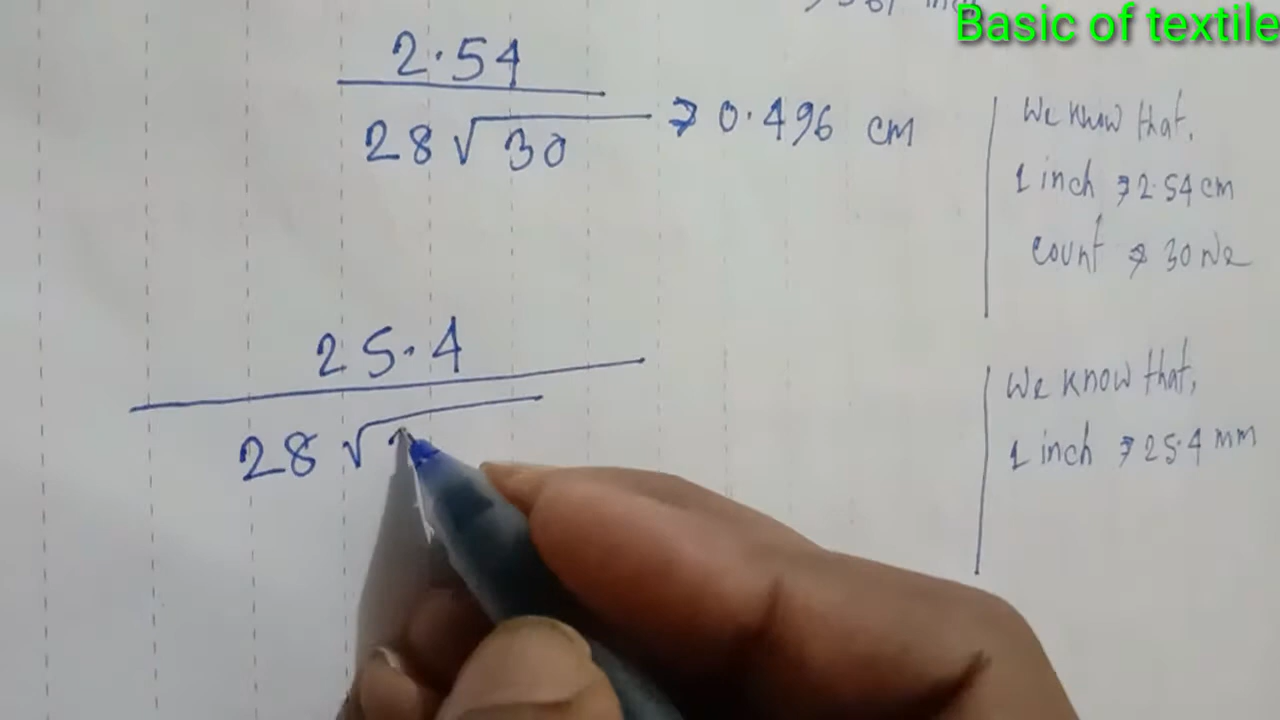 Basic of textile
2.54
28 √30
⇒ 0.496 cm
We know that,
1 inch ⇒ 2.54 cm
count ⇒ 30 Ne
25.4
28 √
We know that,
1 inch ⇒ 25.4 mm